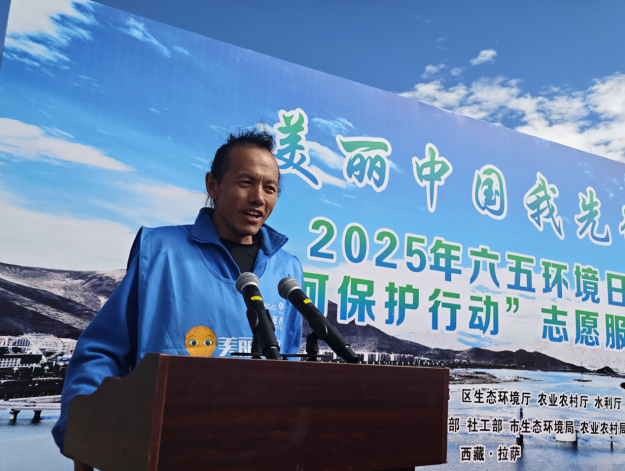 美丽中国我先
2025年六五环境日
河保护行动”志愿服
区生态环境厅 农业农村厅 水利厅
部 社工部 市生态环境局 农业农村局
西藏·拉萨
美丽